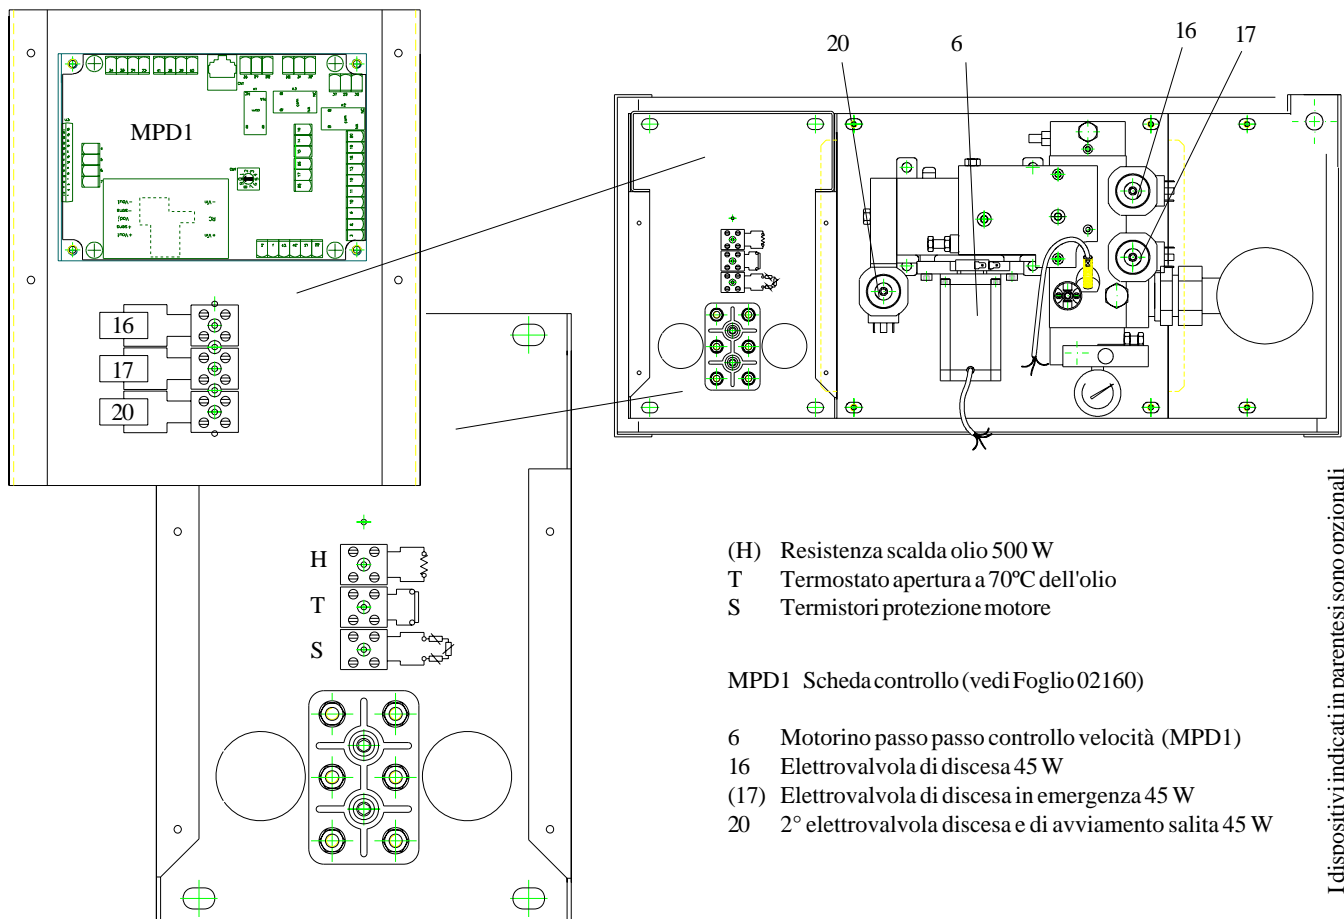 MPD1
16
17
20
H
T
S
20
6
16
17
(H) Resistenza scalda olio 500 W
T Termostato apertura a 70ºC dell'olio
S Termistori protezione motore
MPD1 Scheda controllo (vedi Foglio 02160)
6 Motorino passo passo controllo velocità (MPD1)
16 Elettrovalvola di discesa 45 W
(17) Elettrovalvola di discesa in emergenza 45 W
20 2° elettrovalvola discesa e di avviamento salita 45 W
I dispositivi indicati in parentesi sono opzionali